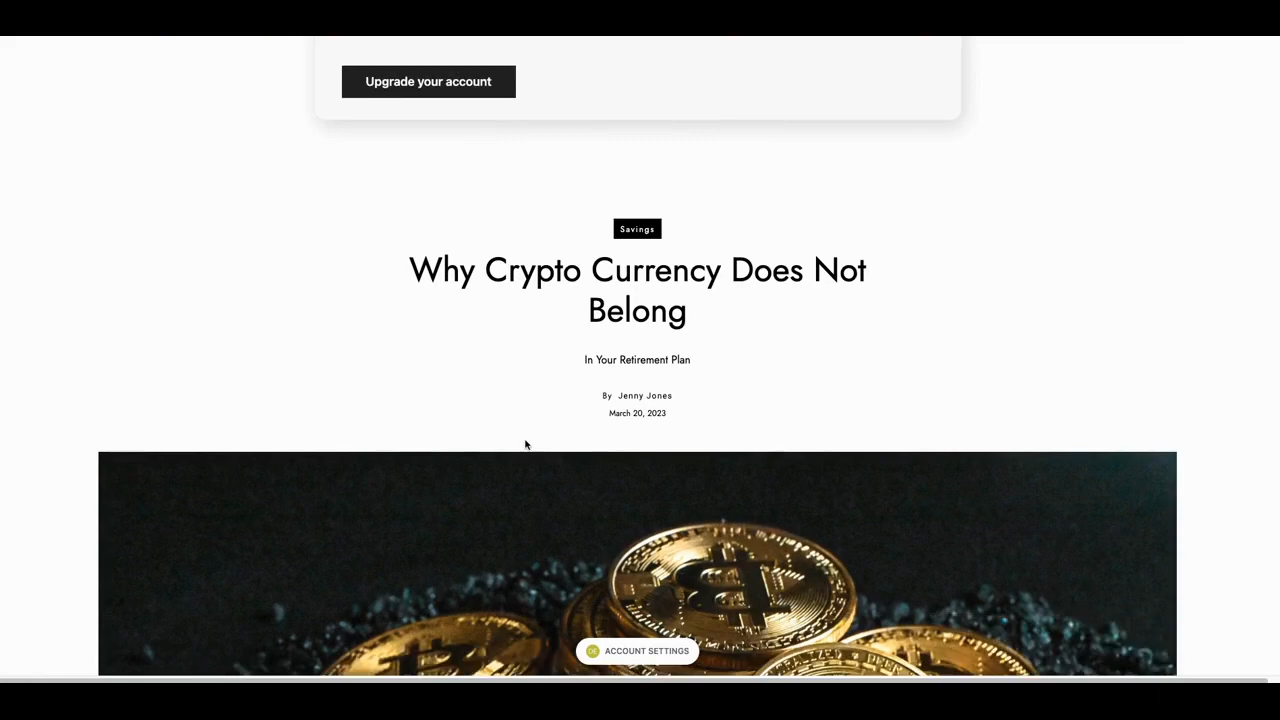 Upgrade your account
Savings
Why Crypto Currency Does Not
Belong
In Your Retirement Plan
By Jenny Jones
March 20, 2023
DE ACCOUNT SETTINGS